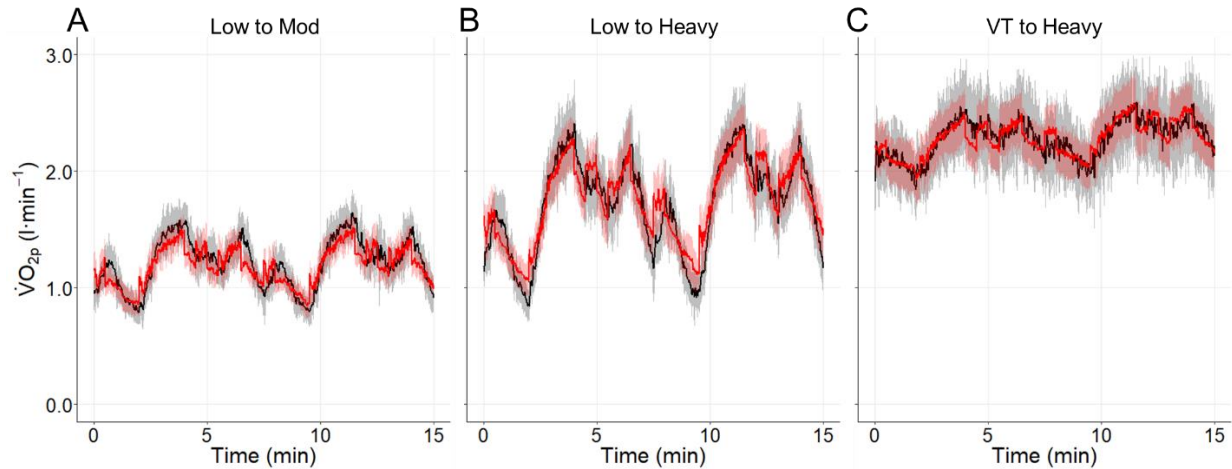 A Low to Mod
B Low to Heavy
C VT to Heavy
V̇O₂ₚ (l·min⁻¹)
3.0
2.0
1.0
0.0
0 5 10 15
0 5 10 15
0 5 10 15
Time (min)
Time (min)
Time (min)